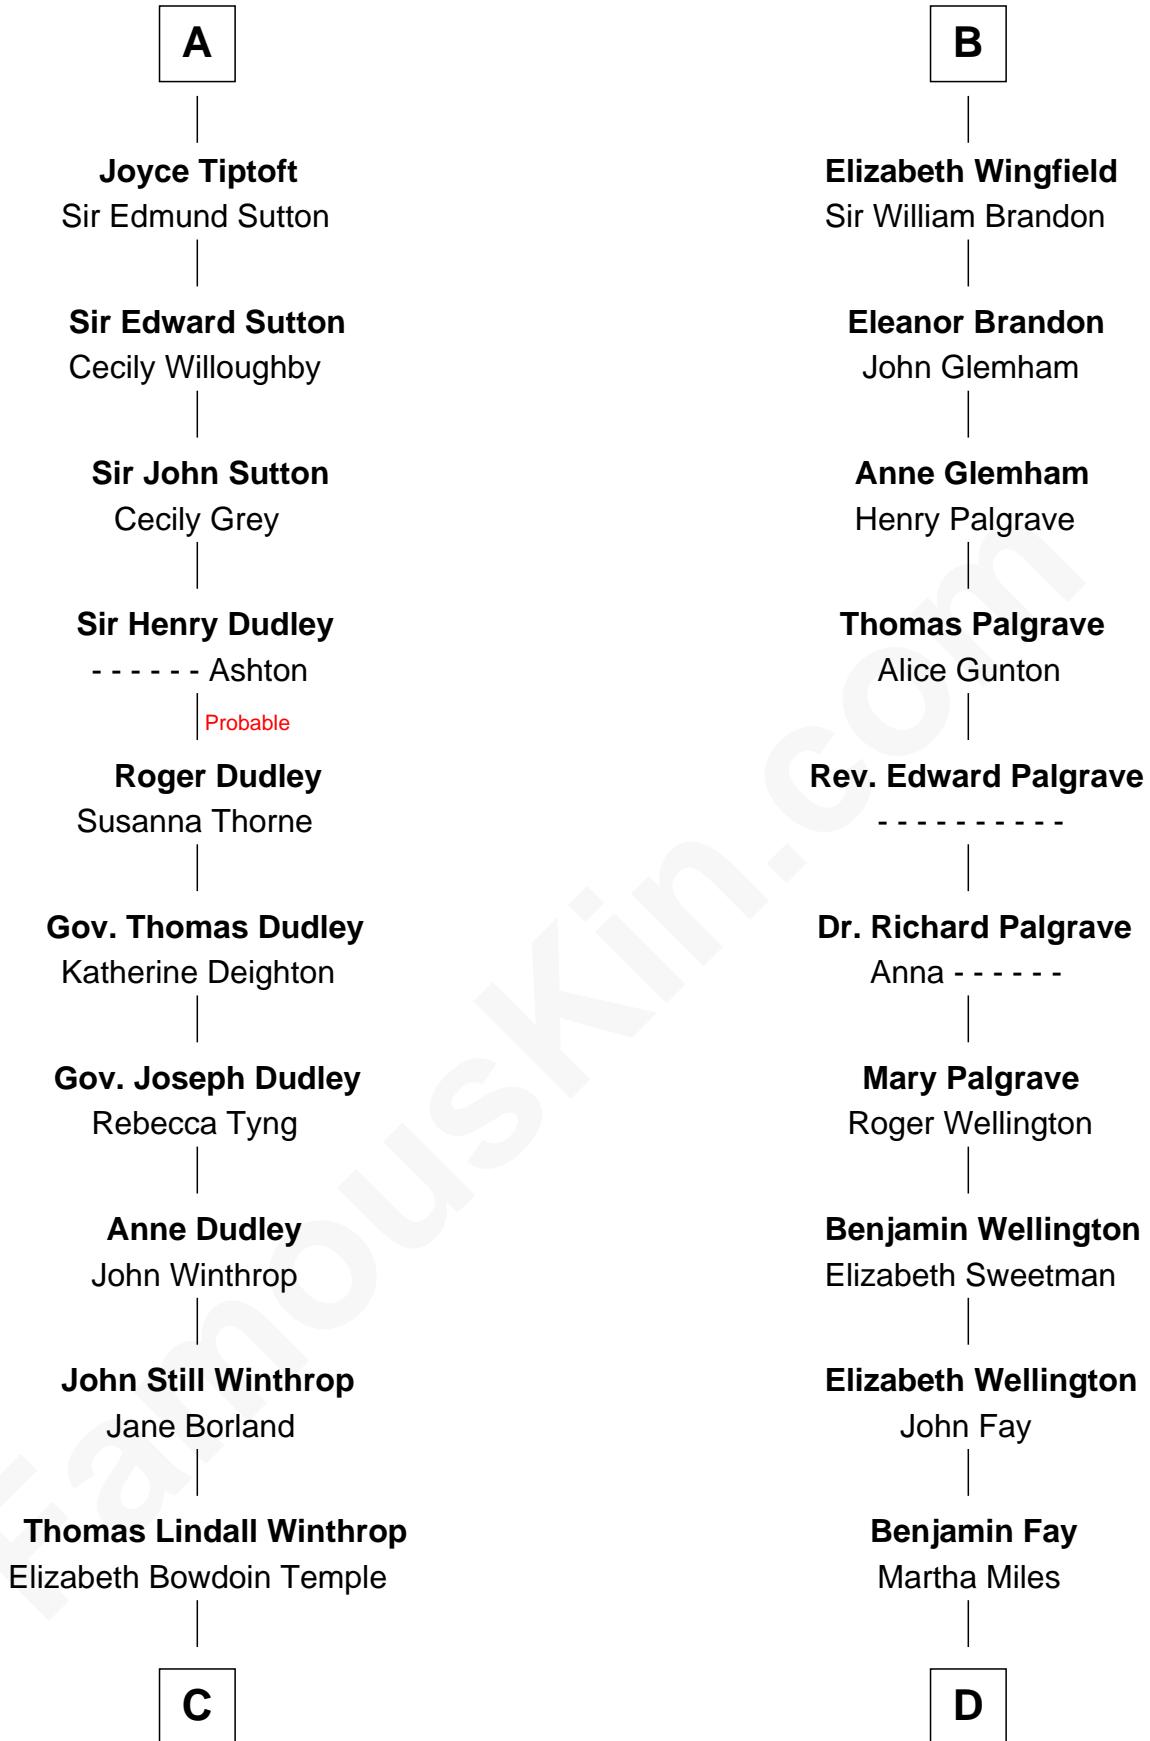 A
Joyce Tiptoft
Sir Edmund Sutton
Sir Edward Sutton
Cecily Willoughby
Sir John Sutton
Cecily Grey
Sir Henry Dudley
- - - - - - Ashton
Probable
Roger Dudley
Susanna Thorne
Gov. Thomas Dudley
Katherine Deighton
Gov. Joseph Dudley
Rebecca Tyng
Anne Dudley
John Winthrop
John Still Winthrop
Jane Borland
Thomas Lindall Winthrop
Elizabeth Bowdoin Temple
C
B
Elizabeth Wingfield
Sir William Brandon
Eleanor Brandon
John Glemham
Anne Glemham
Henry Palgrave
Thomas Palgrave
Alice Gunton
Rev. Edward Palgrave
- - - - - - - - - -
Dr. Richard Palgrave
Anna - - - - - -
Mary Palgrave
Roger Wellington
Benjamin Wellington
Elizabeth Sweetman
Elizabeth Wellington
John Fay
Benjamin Fay
Martha Miles
D
FamousKin.com